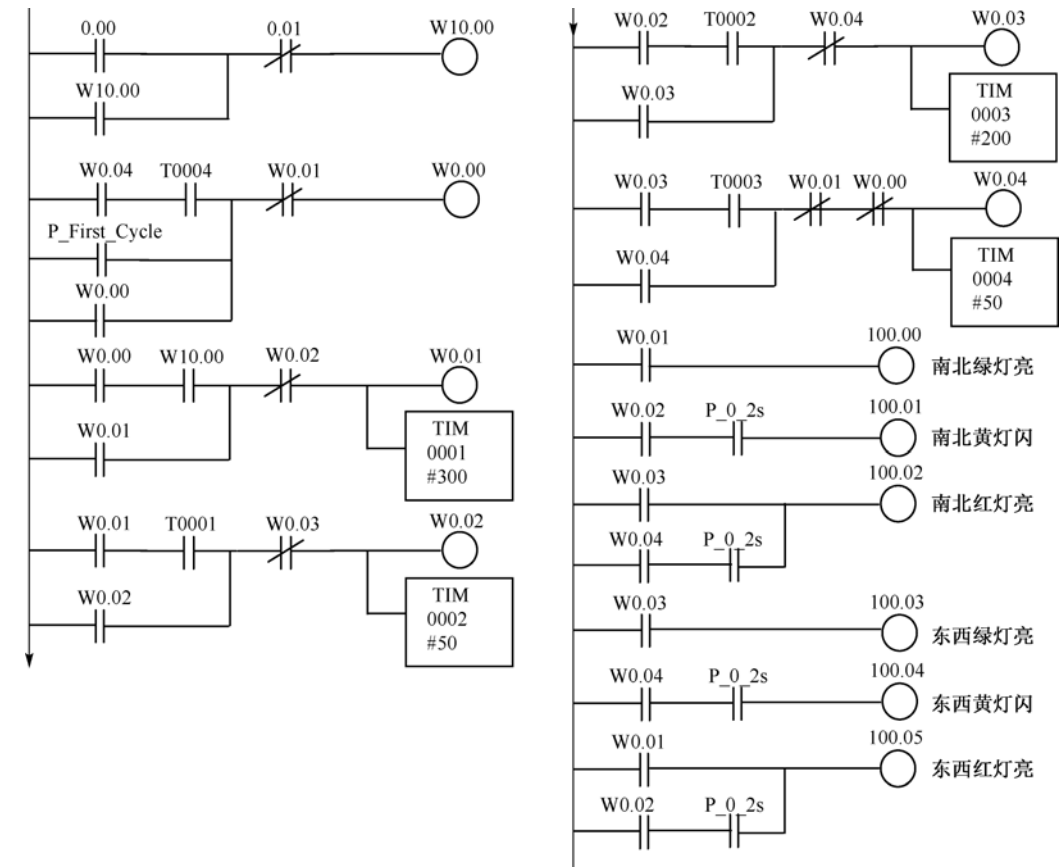 0.00 0.01 W10.00
W10.00
W0.04 T0004 W0.01 W0.00
P_First_Cycle
W0.00
W0.00 W10.00 W0.02 W0.01
W0.01
TIM
0001
#300
W0.01 T0001 W0.03 W0.02
W0.02
TIM
0002
#50
W0.02 T0002 W0.04 W0.03
W0.03
TIM
0003
#200
W0.03 T0003 W0.01 W0.00 W0.04
W0.04
TIM
0004
#50
W0.01 100.00
南北绿灯亮
W0.02 P_0_2s 100.01
南北黄灯闪
W0.03 100.02
南北红灯亮
W0.04 P_0_2s
W0.03 100.03
东西绿灯亮
W0.04 P_0_2s 100.04
东西黄灯闪
W0.01 100.05
东西红灯亮
W0.02 P_0_2s